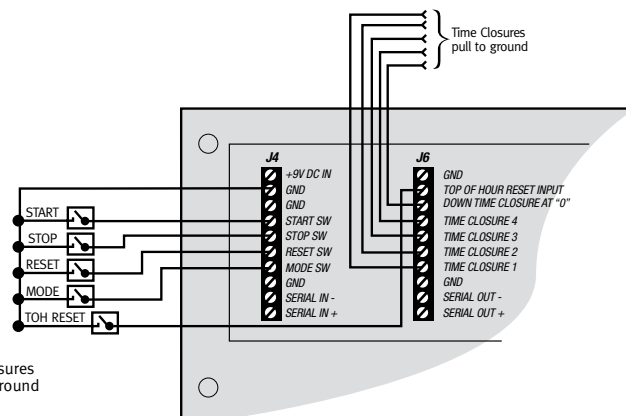 Time Closures
pull to ground
J4
+9V DC IN
GND
GND
START SW
STOP SW
RESET SW
MODE SW
GND
SERIAL IN -
SERIAL IN +
J6
GND
TOP OF HOUR RESET INPUT
DOWN TIME CLOSURE AT "0"
TIME CLOSURE 4
TIME CLOSURE 3
TIME CLOSURE 2
TIME CLOSURE 1
GND
SERIAL OUT -
SERIAL OUT +
START
STOP
RESET
MODE
TOH RESET
sures
round